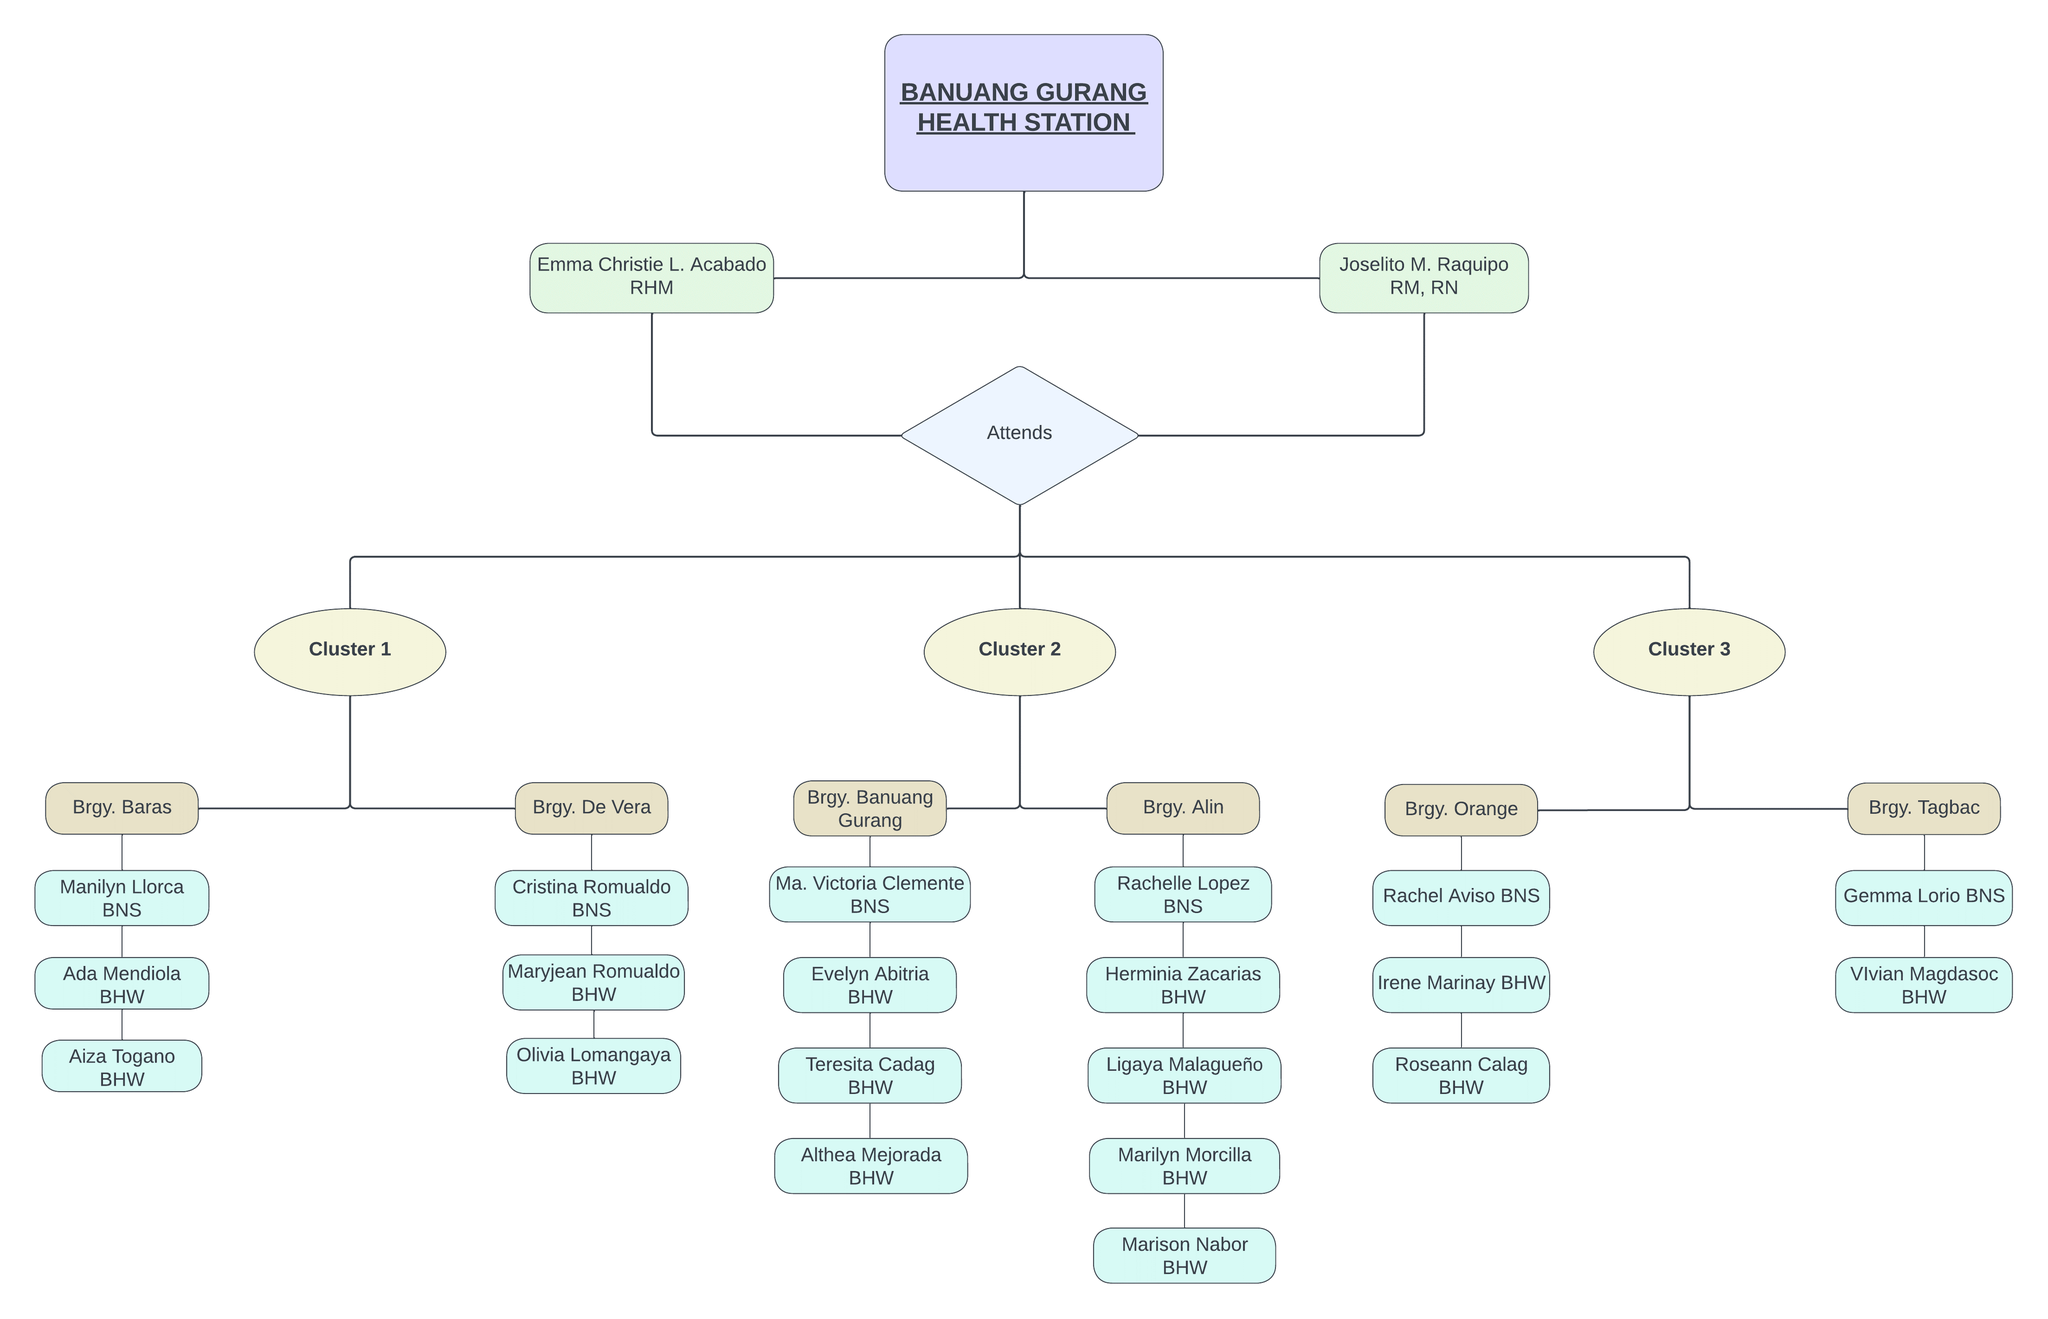 BANUANG GURANG
HEALTH STATION
Emma Christie L. Acabado
RHM
Joselito M. Raquipo
RM, RN
Attends
Cluster 1
Cluster 2
Cluster 3
Brgy. Baras
Manilyn Llorca
BNS
Ada Mendiola
BHW
Aiza Togano
BHW
Brgy. De Vera
Cristina Romualdo
BNS
Maryjean Romualdo
BHW
Olivia Lomangaya
BHW
Brgy. Banuang
Gurang
Ma. Victoria Clemente
BNS
Evelyn Abitria
BHW
Teresita Cadag
BHW
Althea Mejorada
BHW
Brgy. Alin
Rachelle Lopez
BNS
Herminia Zacarias
BHW
Ligaya Malagueño
BHW
Marilyn Morcilla
BHW
Marison Nabor
BHW
Brgy. Orange
Rachel Aviso BNS
Irene Marinay BHW
Roseann Calag
BHW
Brgy. Tagbac
Gemma Lorio BNS
VIvian Magdasoc
BHW